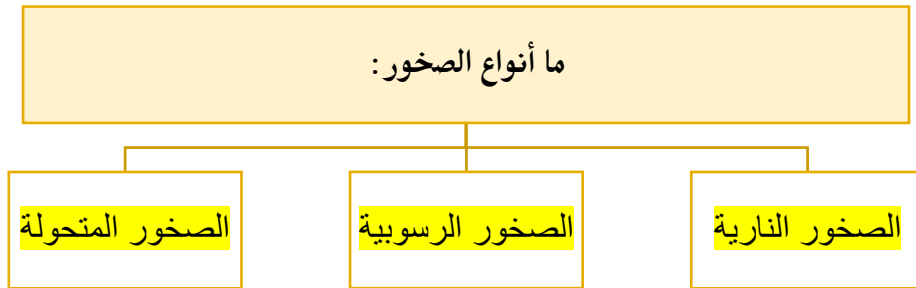 ما أنواع الصخور:
الصخور النارية
الصخور الرسوبية
الصخور المتحولة